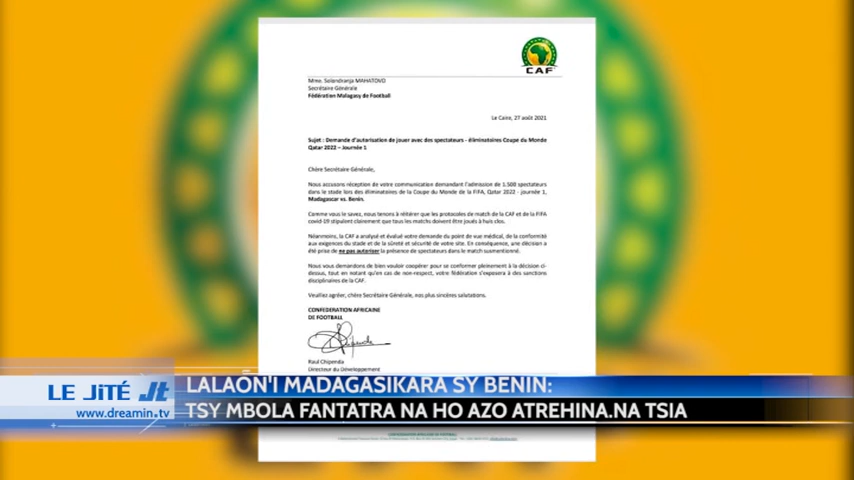 CAF
Mme. Solondranja MAHATOVO
Secrétaire Générale
Fédération Malagasy de Football
Le Caire, 27 août 2021
Sujet : Demande d'autorisation de jouer avec des spectateurs - éliminatoires Coupe du Monde
Qatar 2022 – Journée 1
Chère Secrétaire Générale,
Nous accusons réception de votre communication demandant l'admission de 1.500 spectateurs
dans le stade lors des éliminatoires de la Coupe du Monde de la FIFA, Qatar 2022 - journée 1,
Madagascar vs. Benin.
Comme vous le savez, nous tenons à réitérer que les protocoles de match de la CAF et de la FIFA
covid-19 stipulent clairement que tous les matchs doivent être joués à huis clos.
Néanmoins, la CAF a analysé et évalué votre demande du point de vue médical, de la conformité
aux exigences du stade et de la sûreté et sécurité de votre site. En conséquence, une décision a
été prise de ne pas autoriser la présence de spectateurs dans le match susmentionné.
Nous vous demandons de bien vouloir coopérer pour se conformer pleinement à la décision ci-
dessus, tout en notant qu'en cas de non-respect, votre fédération s'exposera à des sanctions
disciplinaires de la CAF.
Veuillez agréer, chère Secrétaire Générale, nos plus sincères salutations.
CONFEDERATION AFRICAINE
DE FOOTBALL
Raul Chipenda
Directeur du Développement
LE JITÉ Jt
www.dreamin.tv
LALAON'I MADAGASIKARA SY BENIN:
TSY MBOLA FANTATRA NA HO AZO ATREHINA.NA TSIA